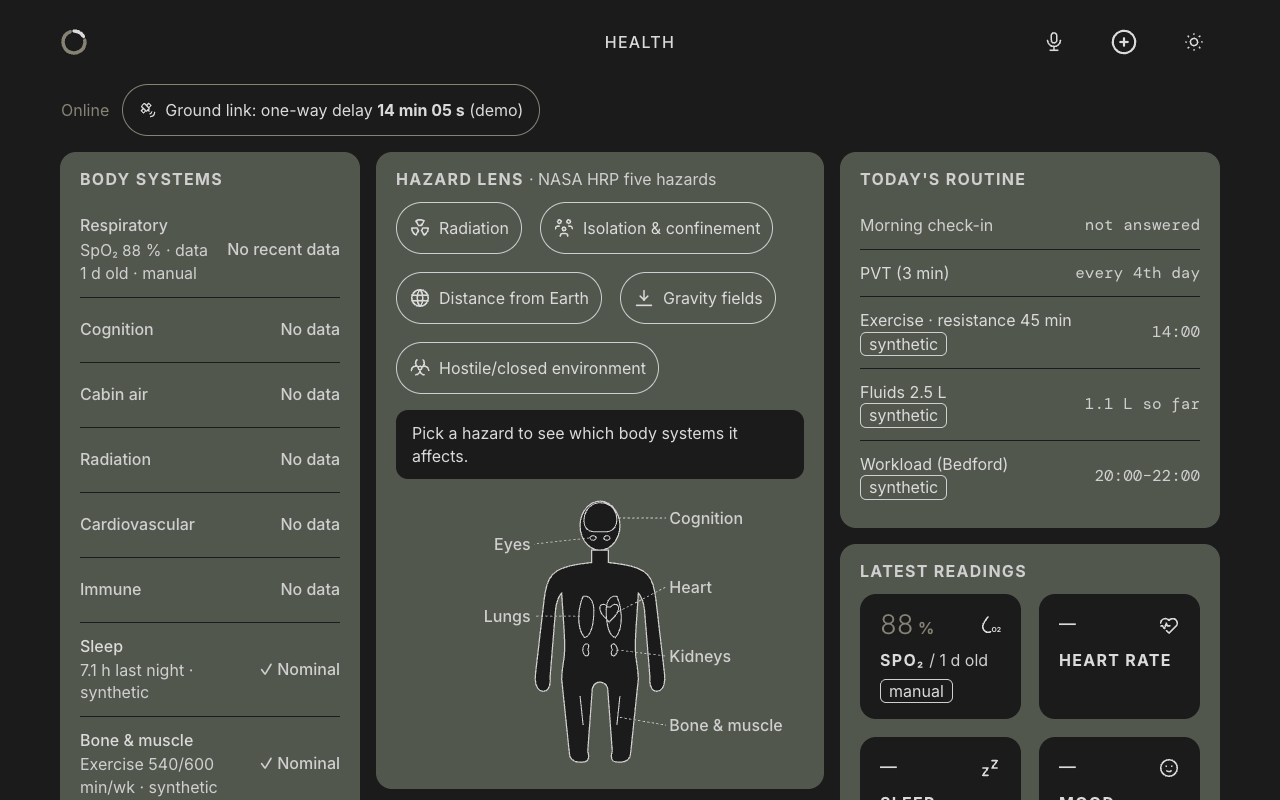 HEALTH
Online
Ground link: one-way delay 14 min 05 s (demo)
BODY SYSTEMS
Respiratory
SpO₂ 88 % · data
1 d old · manual
No recent data
Cognition
No data
Cabin air
No data
Radiation
No data
Cardiovascular
No data
Immune
No data
Sleep
7.1 h last night ·
synthetic
✓ Nominal
Bone & muscle
Exercise 540/600
min/wk · synthetic
✓ Nominal
HAZARD LENS · NASA HRP five hazards
Radiation
Isolation & confinement
Distance from Earth
Gravity fields
Hostile/closed environment
Pick a hazard to see which body systems it
affects.
Cognition
Eyes
Heart
Lungs
Kidneys
Bone & muscle
TODAY'S ROUTINE
Morning check-in
not answered
PVT (3 min)
every 4th day
Exercise · resistance 45 min
synthetic
14:00
Fluids 2.5 L
synthetic
1.1 L so far
Workload (Bedford)
synthetic
20:00–22:00
LATEST READINGS
88 %
O2
SPO₂ / 1 d old
manual
—
HEART RATE
—
zZ
SLEEP
—
MOOD